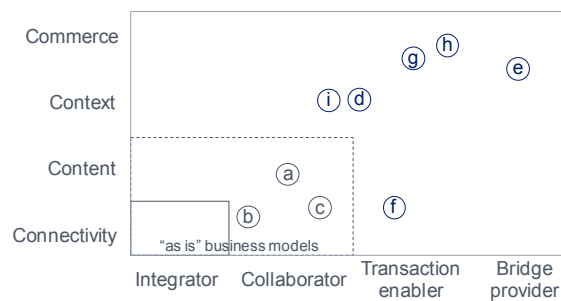 Commerce
h
g
e
Context
i d
Content
a
c f
b
Connectivity
“as is” business models
Integrator Collaborator Transaction enabler Bridge provider